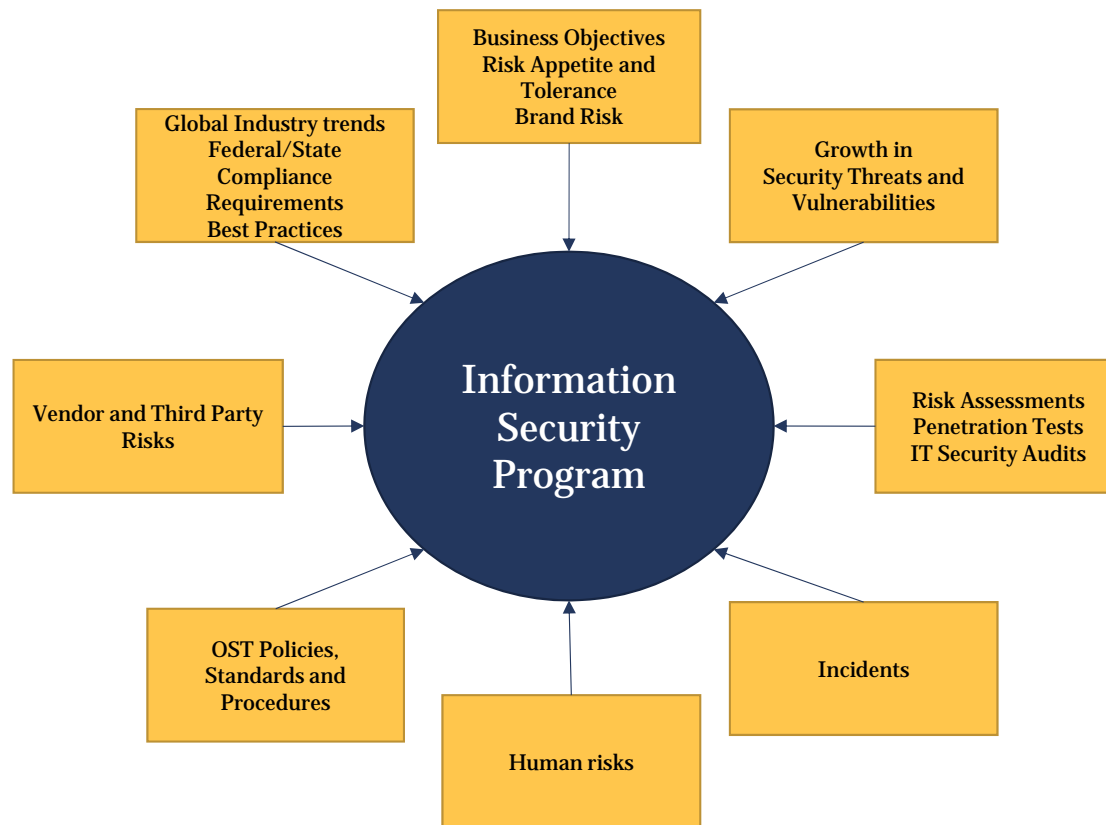 Business Objectives
Risk Appetite and
Tolerance
Brand Risk
Global Industry trends
Federal/State
Compliance
Requirements
Best Practices
Growth in
Security Threats and
Vulnerabilities
Information
Security
Program
Vendor and Third Party
Risks
Risk Assessments
Penetration Tests
IT Security Audits
OST Policies,
Standards and
Procedures
Incidents
Human risks